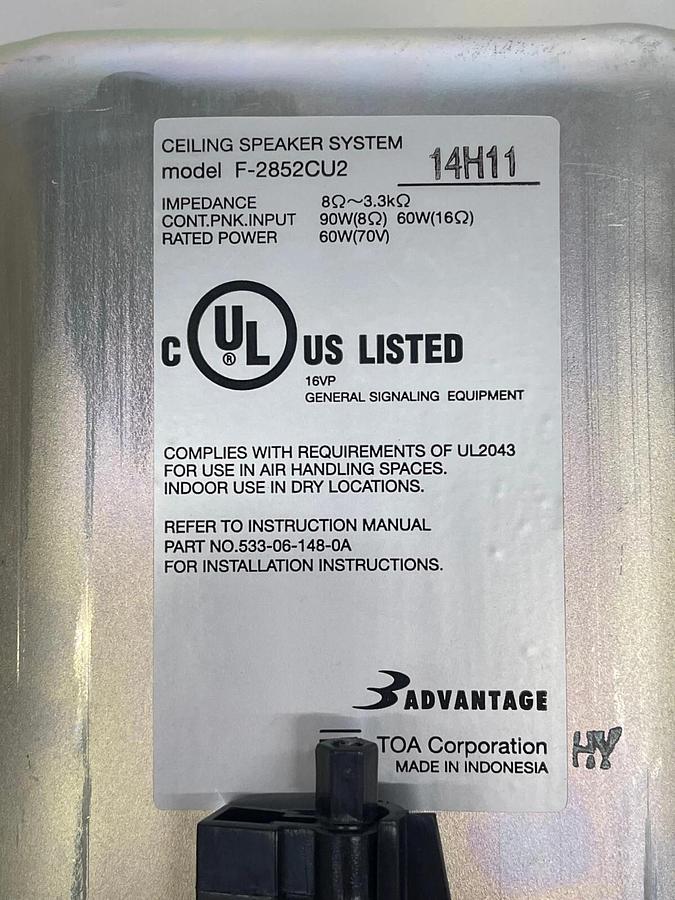 CEILING SPEAKER SYSTEM
model F-2852CU2
14H11
IMPEDANCE 8Ω～3.3kΩ
CONT.PNK.INPUT 90W(8Ω) 60W(16Ω)
RATED POWER 60W(70V)
C UL ® US LISTED
16VP
GENERAL SIGNALING EQUIPMENT
COMPLIES WITH REQUIREMENTS OF UL2043
FOR USE IN AIR HANDLING SPACES.
INDOOR USE IN DRY LOCATIONS.
REFER TO INSTRUCTION MANUAL
PART NO.533-06-148-0A
FOR INSTALLATION INSTRUCTIONS.
3 ADVANTAGE
TOA Corporation
MADE IN INDONESIA